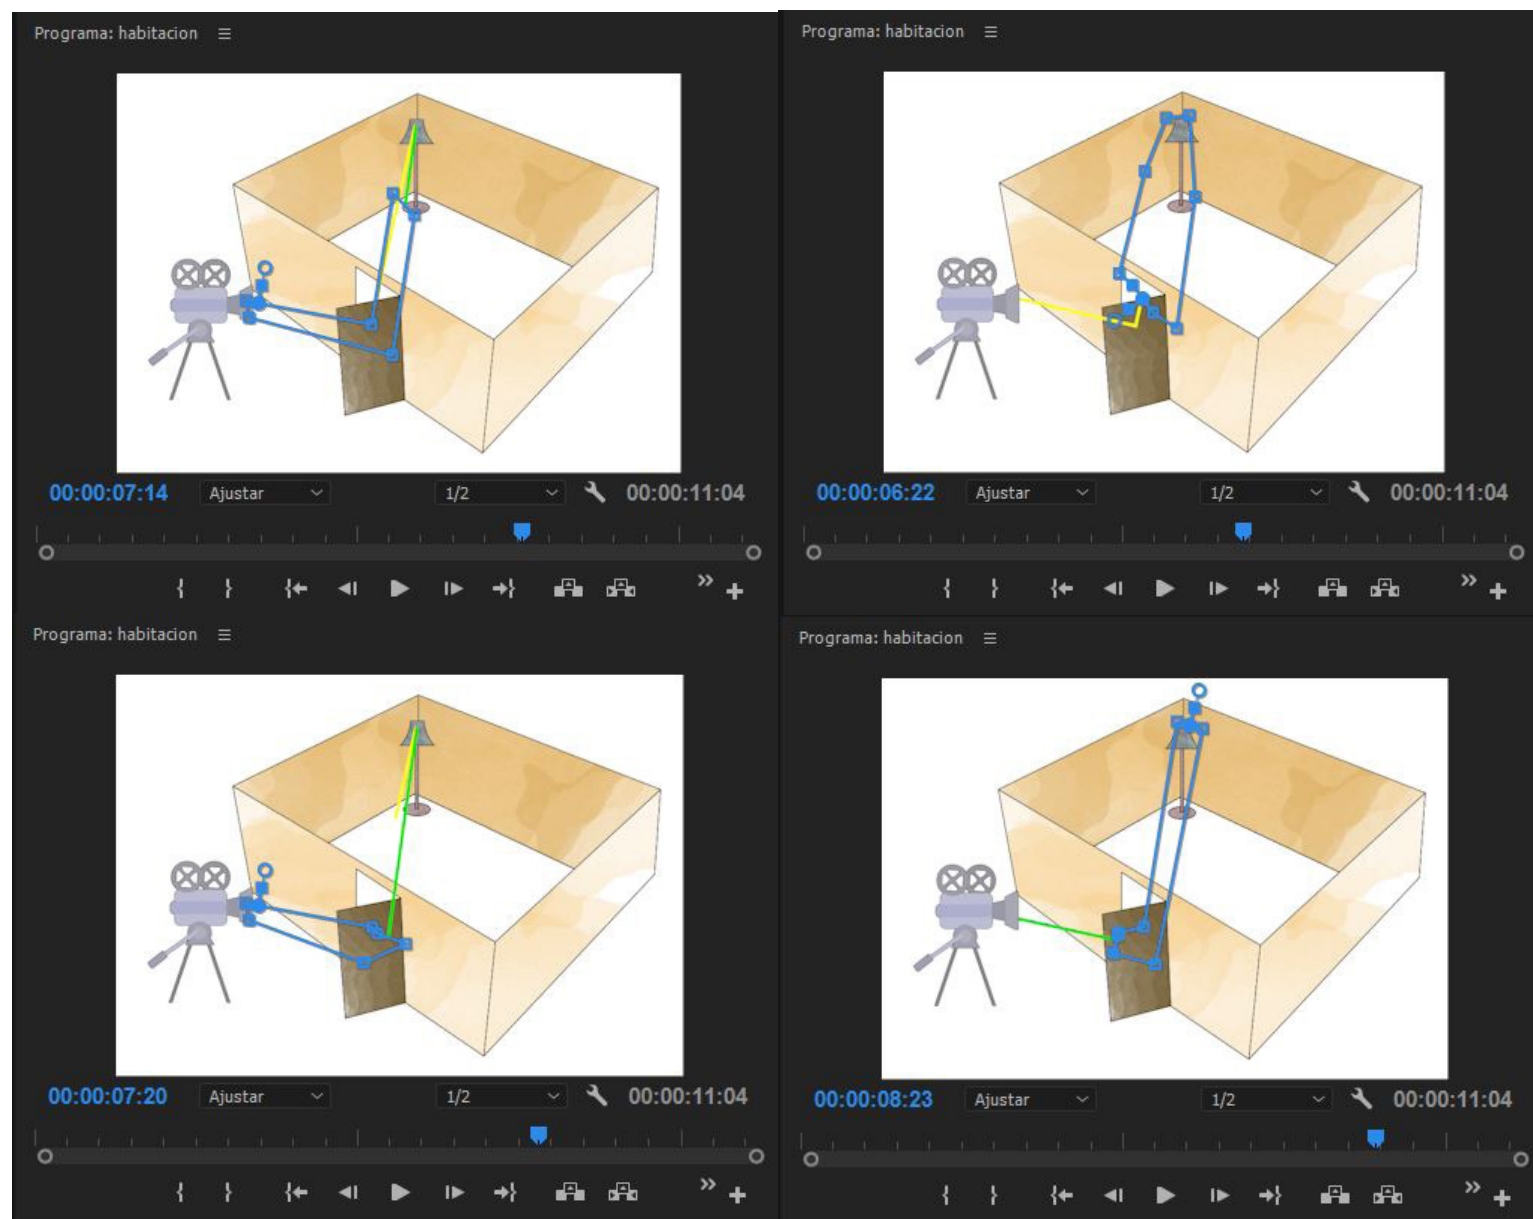 Programa: habitacion
00:00:07:14 Ajustar 1/2 00:00:11:04
Programa: habitacion
00:00:06:22 Ajustar 1/2 00:00:11:04
Programa: habitacion
00:00:07:20 Ajustar 1/2 00:00:11:04
Programa: habitacion
00:00:08:23 Ajustar 1/2 00:00:11:04